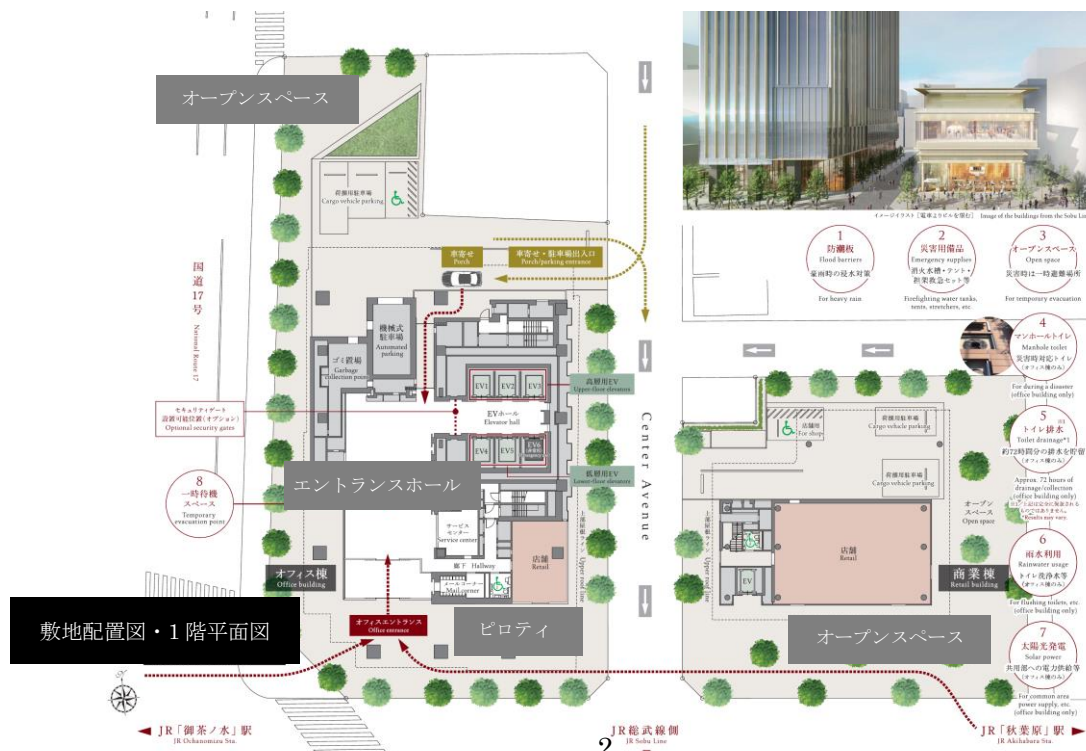 オープンスペース
荷捌用駐車場
Cargo vehicle parking
国道17号 National Route 17
車寄せ
Porch
車寄せ・駐車場出入口
Porch/parking entrance
機械式
駐車場
Automated
parking
ゴミ置場
Garbage
collection point
EV1
EV2
EV3
高層用EV
Upper-floor elevators
セキュリティゲート
設置可能位置(オプション)
Optional security gates
EVホール
Elevator hall
EV4
EV5
EV6
低層用EV
Lower-floor elevators
エントランスホール
8
一時待機
スペース
Temporary
evacuation point
サービス
センター
Service center
廊下 Hallway
メールコーナー
Mail corner
店舗
Retail
上部屋根ライン Upper roof line
オフィス棟
Office building
オフィスエントランス
Office entrance
ピロティ
敷地配置図・1階平面図
Center Avenue
イメージイラスト[電車よりビルを望む] Image of the buildings from the Sobu Line
1
防潮板
Flood barriers
豪雨時の浸水対策
For heavy rain
2
災害用備品
Emergency supplies
消火水槽・テント・
担架救急セット等
Firefighting water tanks,
tents, stretchers, etc.
3
オープンスペース
Open space
災害時は一時避難場所
For temporary evacuation
4
マンホールトイレ
Manhole toilet
災害時対応トイレ
(オフィス棟のみ)
For during a disaster
(office building only)
5
トイレ排水
Toilet drainage*1
約72時間分の排水を貯留
(オフィス棟のみ)
Approx. 72 hours of
drainage/collection
(office building only)
*Results may vary.
6
雨水利用
Rainwater usage
トイレ洗浄水等
(オフィス棟のみ)
For flushing toilets, etc.
(office building only)
7
太陽光発電
Solar power
共用部への電力供給等
(オフィス棟のみ)
For common area
power supply, etc.
(office building only)
店舗用
For shop
荷捌用駐車場
Cargo vehicle parking
荷捌用駐車場
Cargo vehicle parking
オープン
スペース
Open space
上部屋根ライン Upper roof line
EV
店舗
Retail
商業棟
Retail building
オープンスペース
JR「御茶ノ水」駅
JR Ochanomizu Sta.
JR総武線側
JR Sobu Line
JR「秋葉原」駅
JR Akihabara Sta.
2